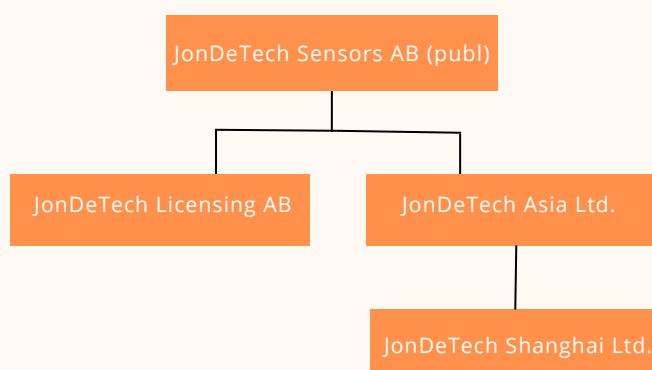 JonDeTech Sensors AB (publ)
JonDeTech Licensing AB
JonDeTech Asia Ltd.
JonDeTech Shanghai Ltd.